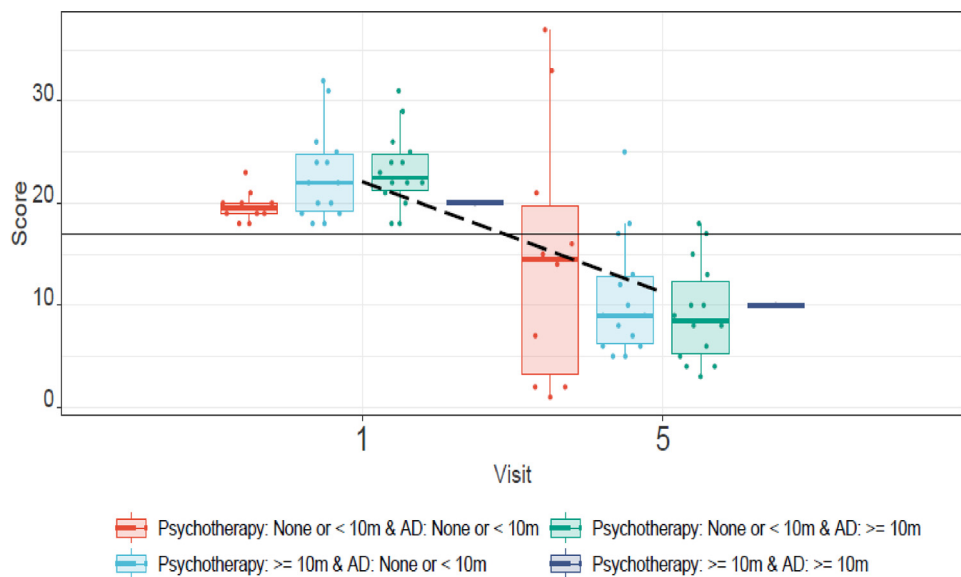 30
20
10
0
Score
1 5
Visit
Psychotherapy: None or < 10m & AD: None or < 10m
Psychotherapy: None or < 10m & AD: >= 10m
Psychotherapy: >= 10m & AD: None or < 10m
Psychotherapy: >= 10m & AD: >= 10m